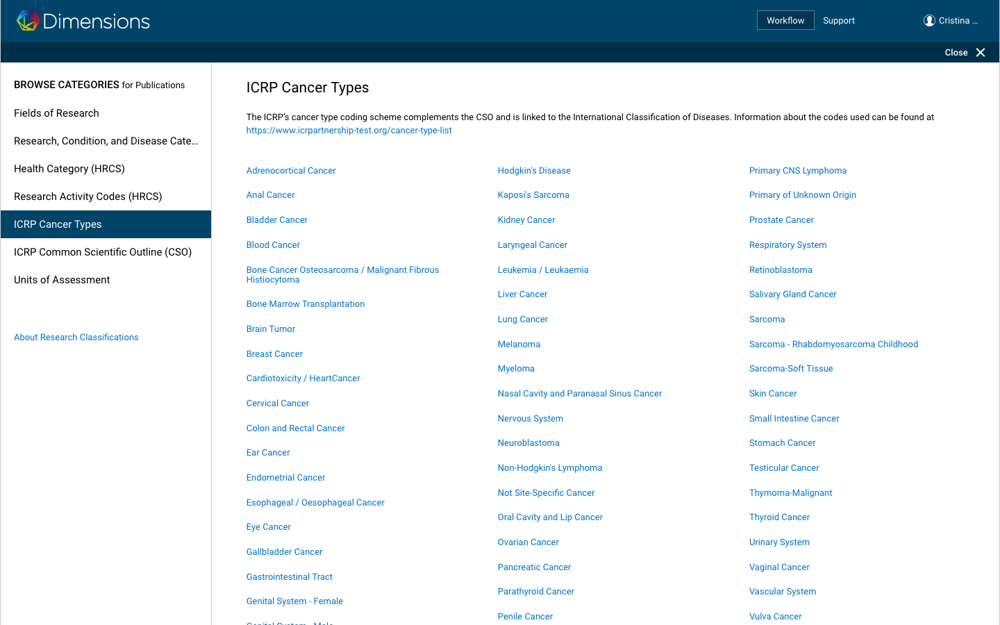 Dimensions
Workflow
Support
Cristina ...
Close
BROWSE CATEGORIES for Publications
Fields of Research
Research, Condition, and Disease Cate...
Health Category (HRCS)
Research Activity Codes (HRCS)
ICRP Cancer Types
ICRP Common Scientific Outline (CSO)
Units of Assessment
About Research Classifications
ICRP Cancer Types
The ICRP's cancer type coding scheme complements the CSO and is linked to the International Classification of Diseases. Information about the codes used can be found at
https://www.icrpartnership-test.org/cancer-type-list
Adrenocortical Cancer
Anal Cancer
Bladder Cancer
Blood Cancer
Bone Cancer Osteosarcoma / Malignant Fibrous
Histiocytoma
Bone Marrow Transplantation
Brain Tumor
Breast Cancer
Cardiotoxicity / HeartCancer
Cervical Cancer
Colon and Rectal Cancer
Ear Cancer
Endometrial Cancer
Esophageal / Oesophageal Cancer
Eye Cancer
Gallbladder Cancer
Gastrointestinal Tract
Genital System - Female
Genital System - Male
Hodgkin's Disease
Kaposi's Sarcoma
Kidney Cancer
Laryngeal Cancer
Leukemia / Leukaemia
Liver Cancer
Lung Cancer
Melanoma
Myeloma
Nasal Cavity and Paranasal Sinus Cancer
Nervous System
Neuroblastoma
Non-Hodgkin's Lymphoma
Not Site-Specific Cancer
Oral Cavity and Lip Cancer
Ovarian Cancer
Pancreatic Cancer
Parathyroid Cancer
Penile Cancer
Primary CNS Lymphoma
Primary of Unknown Origin
Prostate Cancer
Respiratory System
Retinoblastoma
Salivary Gland Cancer
Sarcoma
Sarcoma - Rhabdomyosarcoma Childhood
Sarcoma-Soft Tissue
Skin Cancer
Small Intestine Cancer
Stomach Cancer
Testicular Cancer
Thymoma-Malignant
Thyroid Cancer
Urinary System
Vaginal Cancer
Vascular System
Vulva Cancer